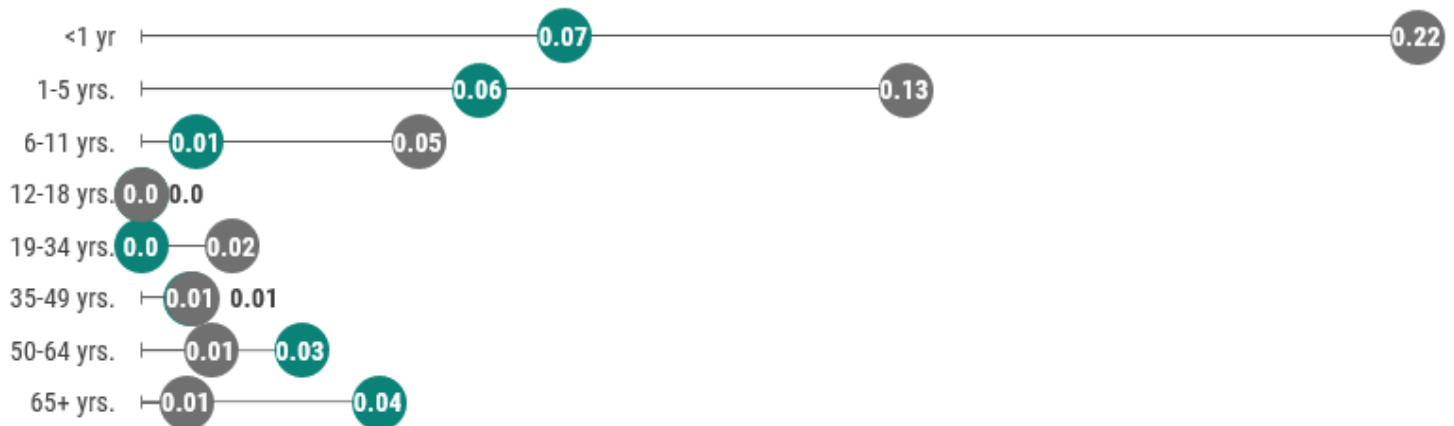 <1 yr 0.07 0.22
1-5 yrs. 0.06 0.13
6-11 yrs. 0.01 0.05
12-18 yrs. 0.0 0.0
19-34 yrs. 0.0 0.02
35-49 yrs. 0.01 0.01
50-64 yrs. 0.01 0.03
65+ yrs. 0.01 0.04